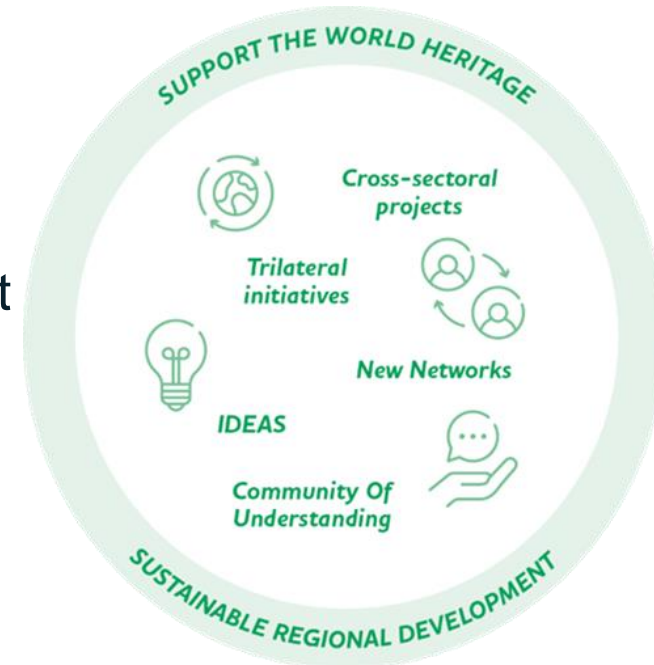 SUPPORT THE WORLD HERITAGE
Cross-sectoral
projects
Trilateral
initiatives
t
New Networks
IDEAS
Community Of
Understanding
SUSTAINABLE REGIONAL DEVELOPMENT